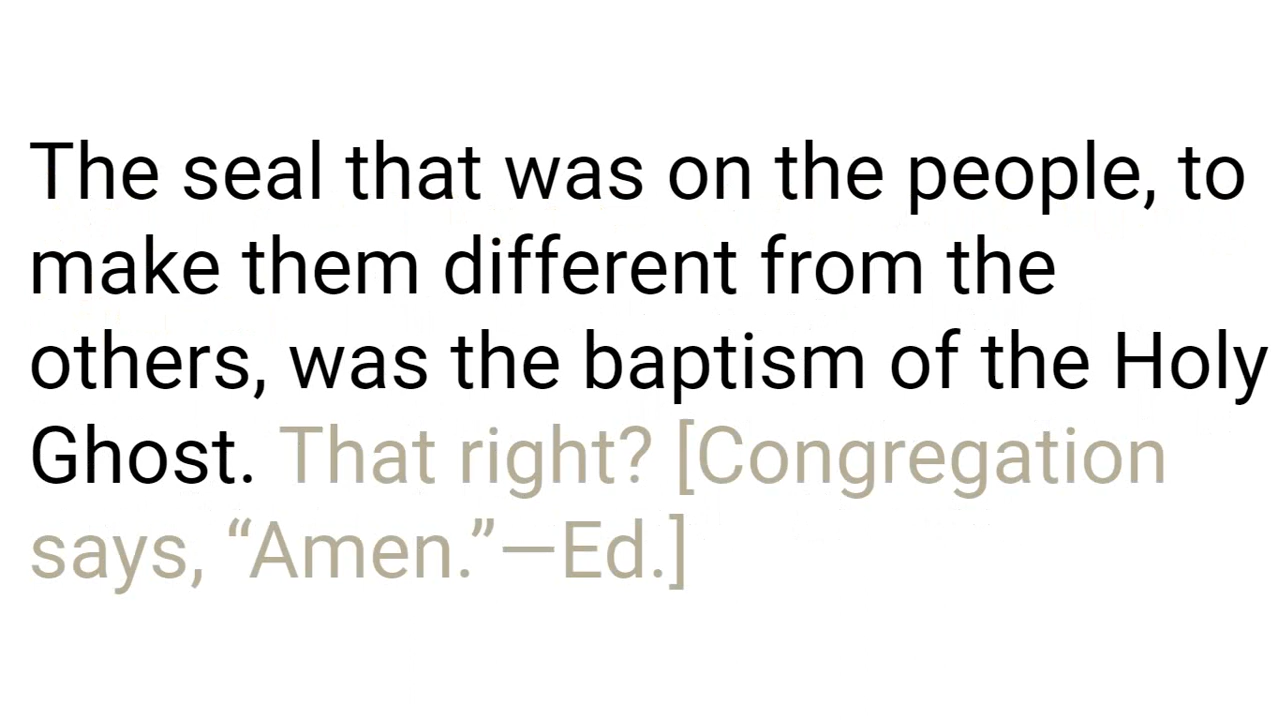 The seal that was on the people, to
make them different from the
others, was the baptism of the Holy
Ghost. That right? [Congregation
says, “Amen.”—Ed.]